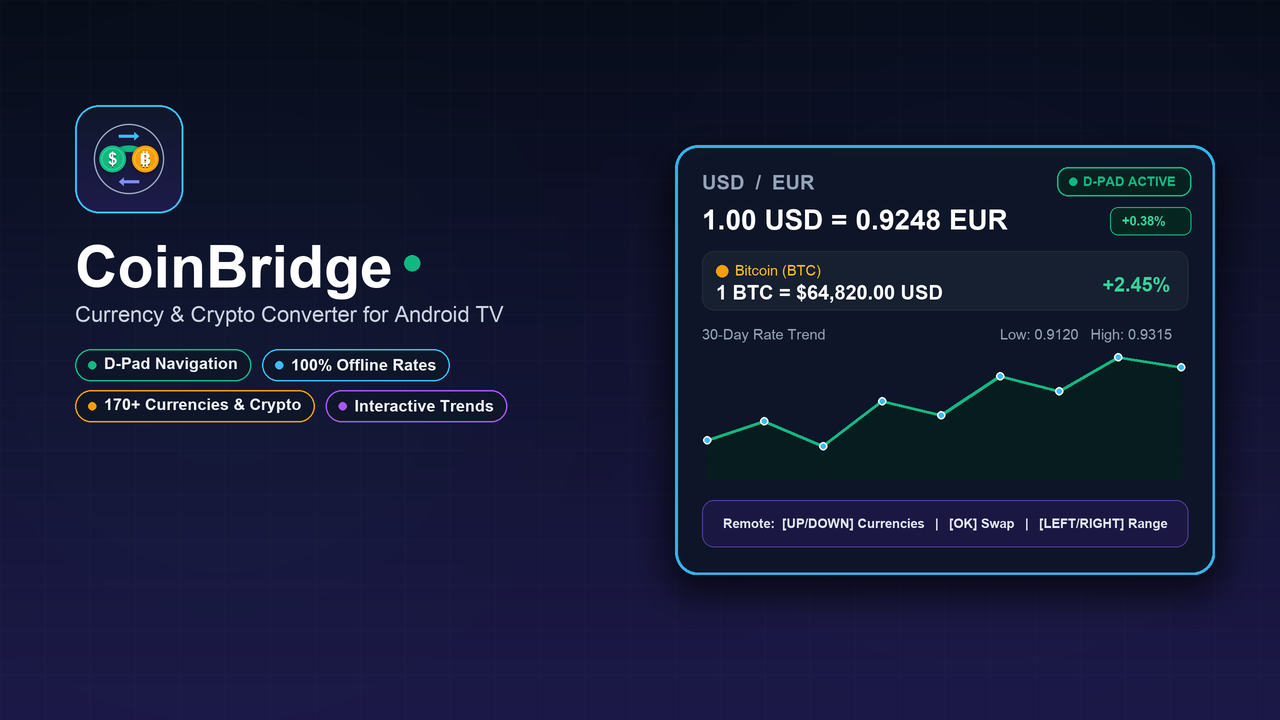 $ ₿
CoinBridge
Currency & Crypto Converter for Android TV
D-Pad Navigation
100% Offline Rates
170+ Currencies & Crypto
Interactive Trends
USD / EUR
D-PAD ACTIVE
1.00 USD = 0.9248 EUR
+0.38%
Bitcoin (BTC)
1 BTC = $64,820.00 USD
+2.45%
30-Day Rate Trend
Low: 0.9120 High: 0.9315
Remote: [UP/DOWN] Currencies | [OK] Swap | [LEFT/RIGHT] Range